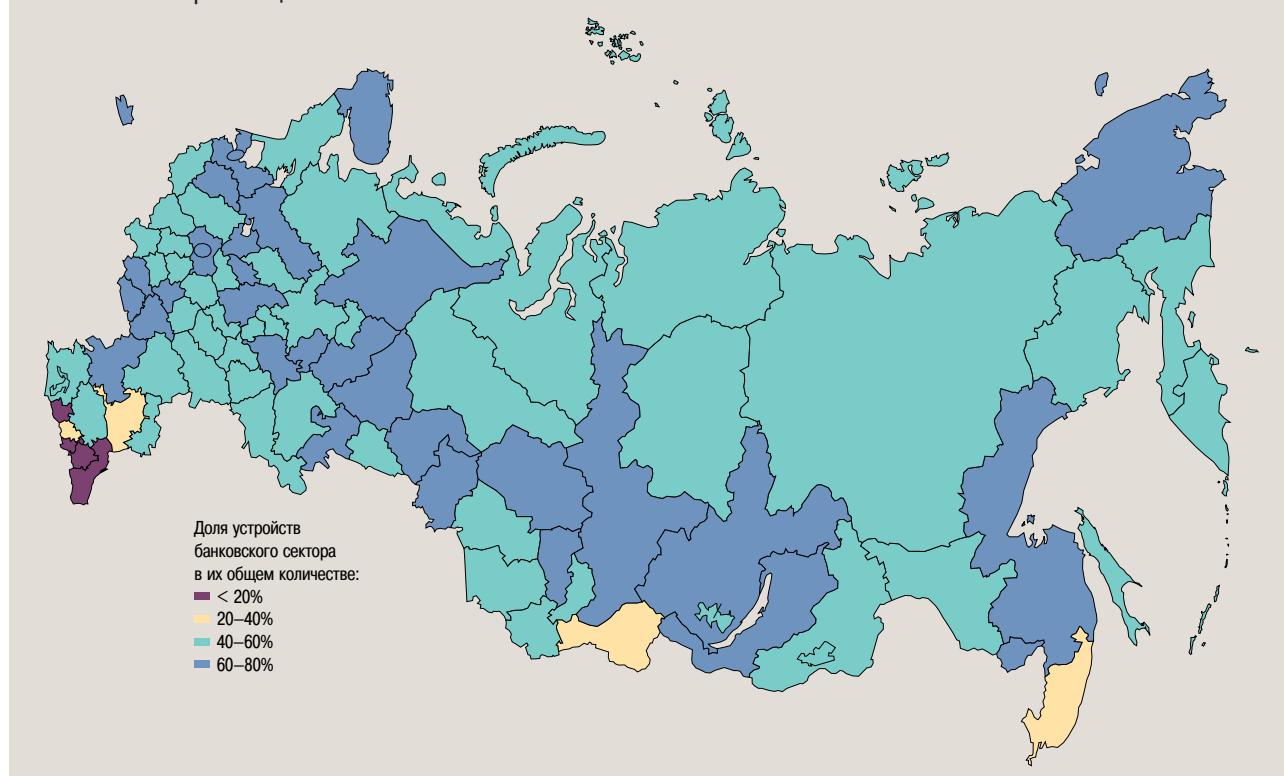 Доля устройств
банковского сектора
в их общем количестве:
< 20%
20–40%
40–60%
60–80%